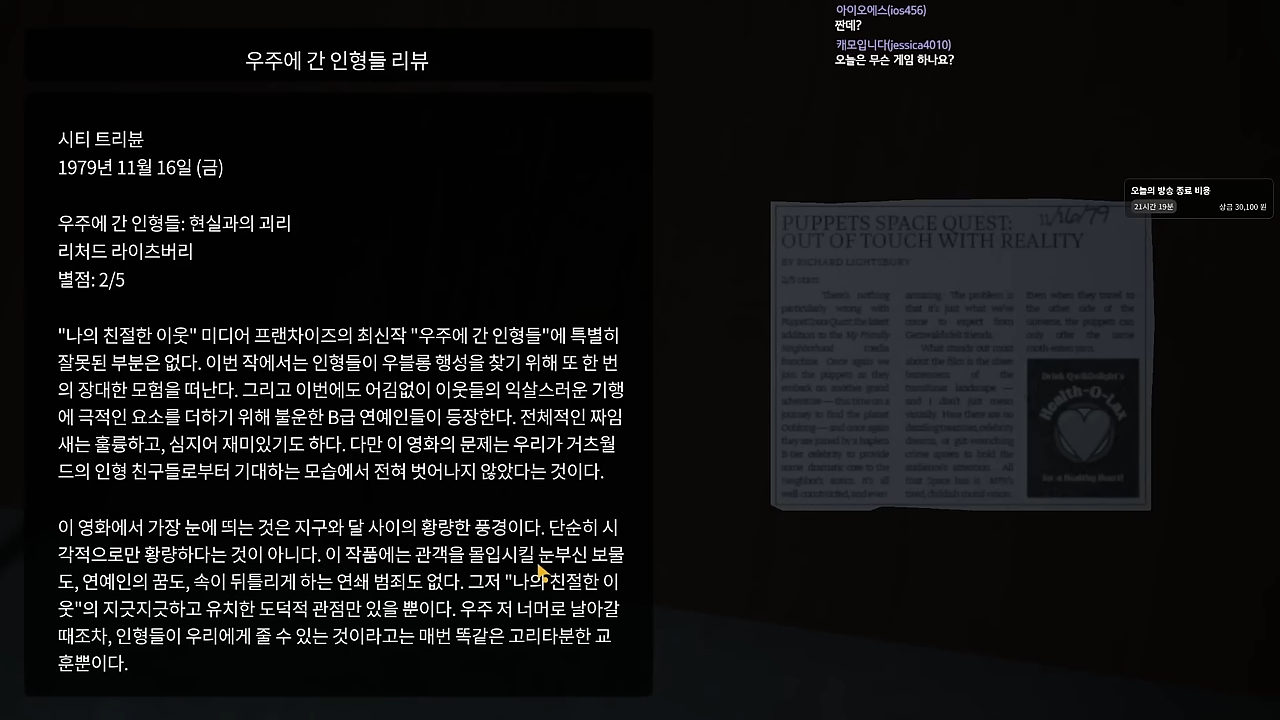 우주에 간 인형들 리뷰
시티 트리뷴
1979년 11월 16일 (금)
우주에 간 인형들: 현실과의 괴리
리처드 라이츠버리
별점: 2/5
"나의 친절한 이웃" 미디어 프랜차이즈의 최신작 "우주에 간 인형들"에 특별히
잘못된 부분은 없다. 이번 작에서는 인형들이 우블롱 행성을 찾기 위해 또 한 번
의 장대한 모험을 떠난다. 그리고 이번에도 어김없이 이웃들의 익살스러운 기행
에 극적인 요소를 더하기 위해 불운한 B급 연예인들이 등장한다. 전체적인 짜임
새는 훌륭하고, 심지어 재미있기도 하다. 다만 이 영화의 문제는 우리가 거츠월
드의 인형 친구들로부터 기대하는 모습에서 전혀 벗어나지 않았다는 것이다.
이 영화에서 가장 눈에 띄는 것은 지구와 달 사이의 황량한 풍경이다. 단순히 시
각적으로만 황량하다는 것이 아니다. 이 작품에는 관객을 몰입시킬 눈부신 보물
도, 연예인의 꿈도, 속이 뒤틀리게 하는 연쇄 범죄도 없다. 그저 "나의 친절한 이
웃"의 지긋지긋하고 유치한 도덕적 관점만 있을 뿐이다. 우주 저 너머로 날아갈
때조차, 인형들이 우리에게 줄 수 있는 것이라고는 매번 똑같은 고리타분한 교
훈뿐이다.
아이오에스(ios456)
짠데?
캐모입니다(jessica4010)
오늘은 무슨 게임 하나요?
오늘의 방송 종료 비용
21시간 19분 상금 30,100 원
PUPPETS SPACE QUEST: 11/16/79
OUT OF TOUCH WITH REALITY
BY RICHARD LIGHTSBURY
2/5 stars
Health-O-Lax
for a Healthy Heart!